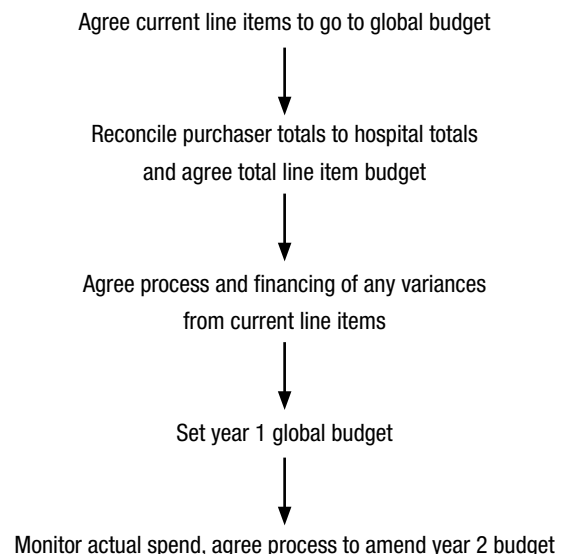 Agree current line items to go to global budget
Reconcile purchaser totals to hospital totals
and agree total line item budget
Agree process and financing of any variances
from current line items
Set year 1 global budget
Monitor actual spend, agree process to amend year 2 budget